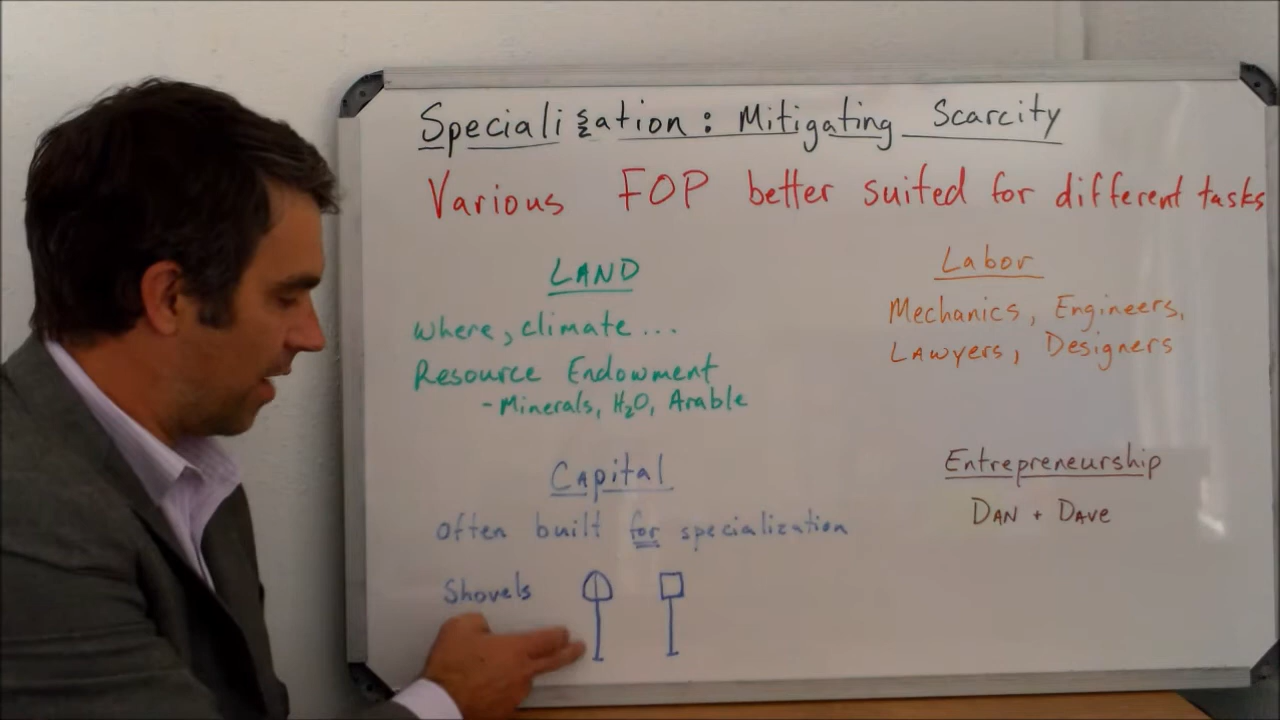 Specialization: Mitigating Scarcity
Various FOP better suited for different tasks
LAND
where, climate...
Resource Endowment
-Minerals, H₂O, Arable
Capital
Often built for specialization
Shovels
Labor
Mechanics, Engineers,
Lawyers, Designers
Entrepreneurship
DAN + Dave